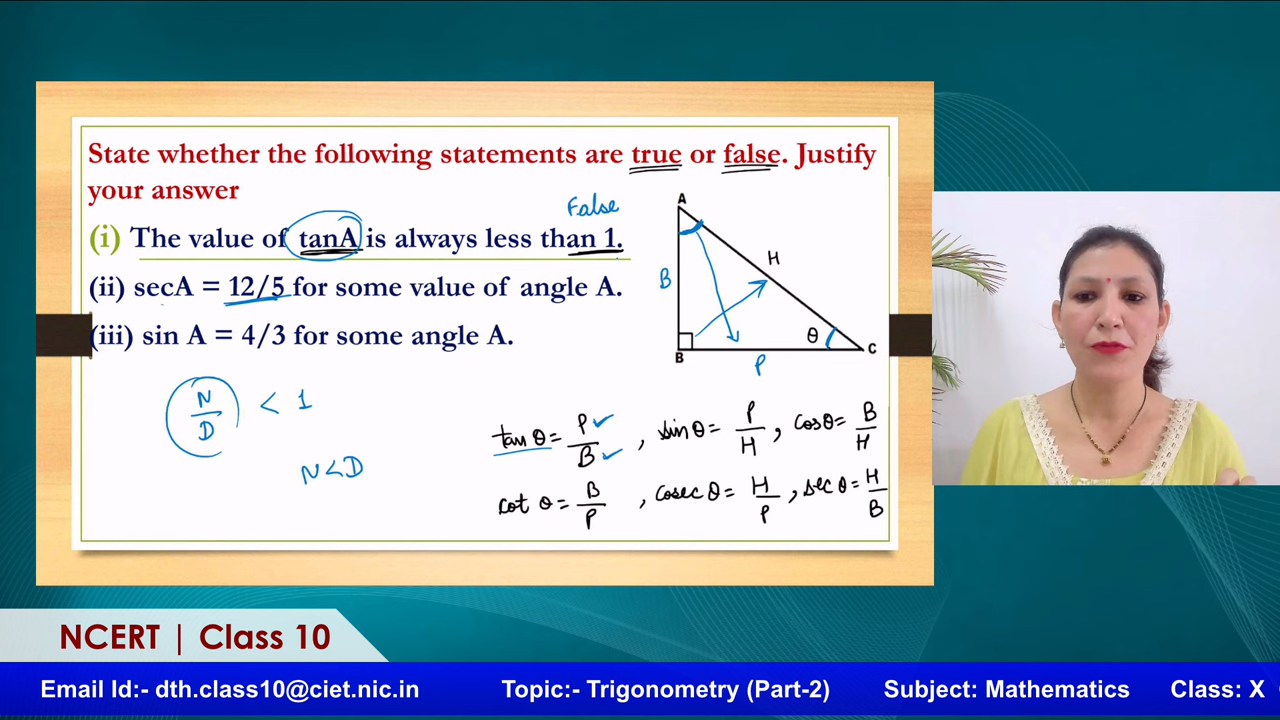 State whether the following statements are true or false. Justify
your answer
False
(i) The value of tanA is always less than 1.
(ii) secA = 12/5 for some value of angle A.
(iii) sin A = 4/3 for some angle A.
A
B
H
θ
B
P
C
N/D < 1
N<D
tan θ = P/B , sin θ = P/H , cos θ = B/H
cot θ = B/P , cosec θ = H/P , sec θ = H/B
NCERT | Class 10
Email Id:- dth.class10@ciet.nic.in Topic:- Trigonometry (Part-2) Subject: Mathematics Class: X